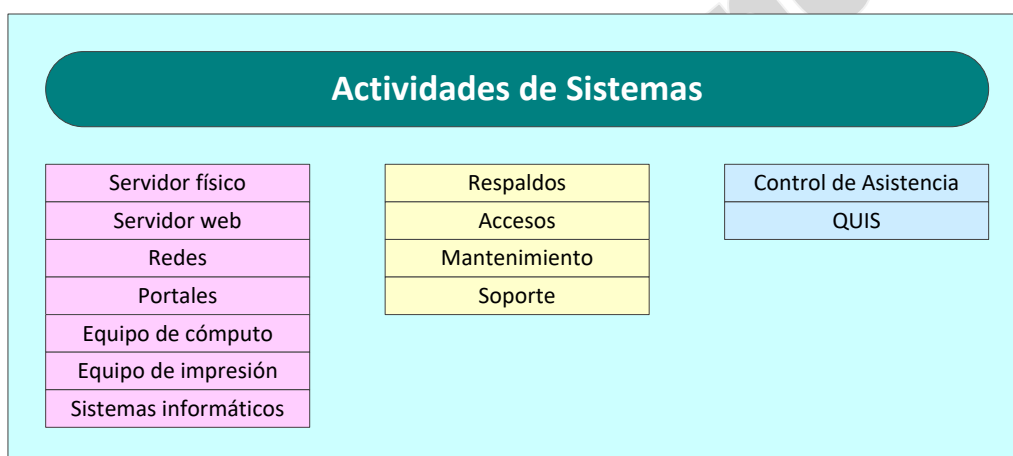 Actividades de Sistemas
Servidor físico
Servidor web
Redes
Portales
Equipo de cómputo
Equipo de impresión
Sistemas informáticos
Respaldos
Accesos
Mantenimiento
Soporte
Control de Asistencia
QUIS